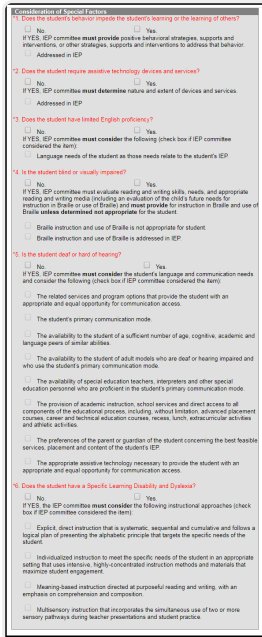 Consideration of Special Factors
*1. Does the student's behavior impede the student's learning or the learning of others?
No. Yes.
If YES, IEP committee must provide positive behavioral strategies, supports and
interventions, or other strategies, supports and interventions to address that behavior.
Addressed in IEP
*2. Does the student require assistive technology devices and services?
No. Yes.
If YES, IEP committee must determine nature and extent of devices and services.
Addressed in IEP
*3. Does the student have limited English proficiency?
No. Yes.
If YES, IEP committee must consider the following (check box if IEP committee
considered the item):
Language needs of the student as those needs relate to the student's IEP.
*4. Is the student blind or visually impaired?
No. Yes.
If YES, IEP committee must evaluate reading and writing skills, needs, and appropriate
reading and writing media (including an evaluation of the child's future needs for
instruction in Braille or use of Braille) and must provide for instruction in Braille and use of
Braille unless determined not appropriate for the student.
Braille instruction and use of Braille is not appropriate for student.
Braille instruction and use of Braille is addressed in IEP.
*5. Is the student deaf or hard of hearing?
No. Yes.
If YES, IEP committee must consider the student's language and communication needs
and consider the following (check box if IEP committee considered the item):
The related services and program options that provide the student with an
appropriate and equal opportunity for communication access.
The student's primary communication mode.
The availability to the student of a sufficient number of age, cognitive, academic and
language peers of similar abilities.
The availability to the student of adult models who are deaf or hearing impaired and
who use the student's primary communication mode.
The availability of special education teachers, interpreters and other special
education personnel who are proficient in the student's primary communication mode.
The provision of academic instruction, school services and direct access to all
components of the educational process, including, without limitation, advanced placement
courses, career and technical education courses, recess, lunch, extracurricular activities
and athletic activities.
The preferences of the parent or guardian of the student concerning the best feasible
services, placement and content of the student's IEP.
The appropriate assistive technology necessary to provide the student with an
appropriate and equal opportunity for communication access.
*6. Does the student have a Specific Learning Disability and Dyslexia?
No. Yes.
If YES, the IEP committee must consider the following instructional approaches (check
box if IEP committee considered the item):
Explicit, direct instruction that is systematic, sequential and cumulative and follows a
logical plan of presenting the alphabetic principle that targets the specific needs of the
student.
Individualized instruction to meet the specific needs of the student in an appropriate
setting that uses intensive, highly-concentrated instruction methods and materials that
maximize student engagement.
Meaning-based instruction directed at purposeful reading and writing, with an
emphasis on comprehension and composition.
Multisensory instruction that incorporates the simultaneous use of two or more
sensory pathways during teacher presentations and student practice.